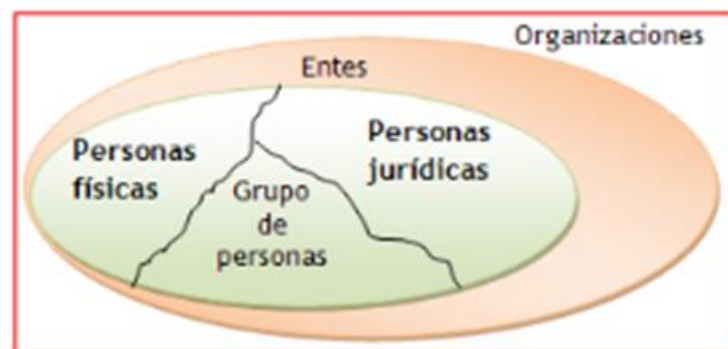 Organizaciones
Entes
Personas
físicas
Personas
jurídicas
Grupo
de
personas